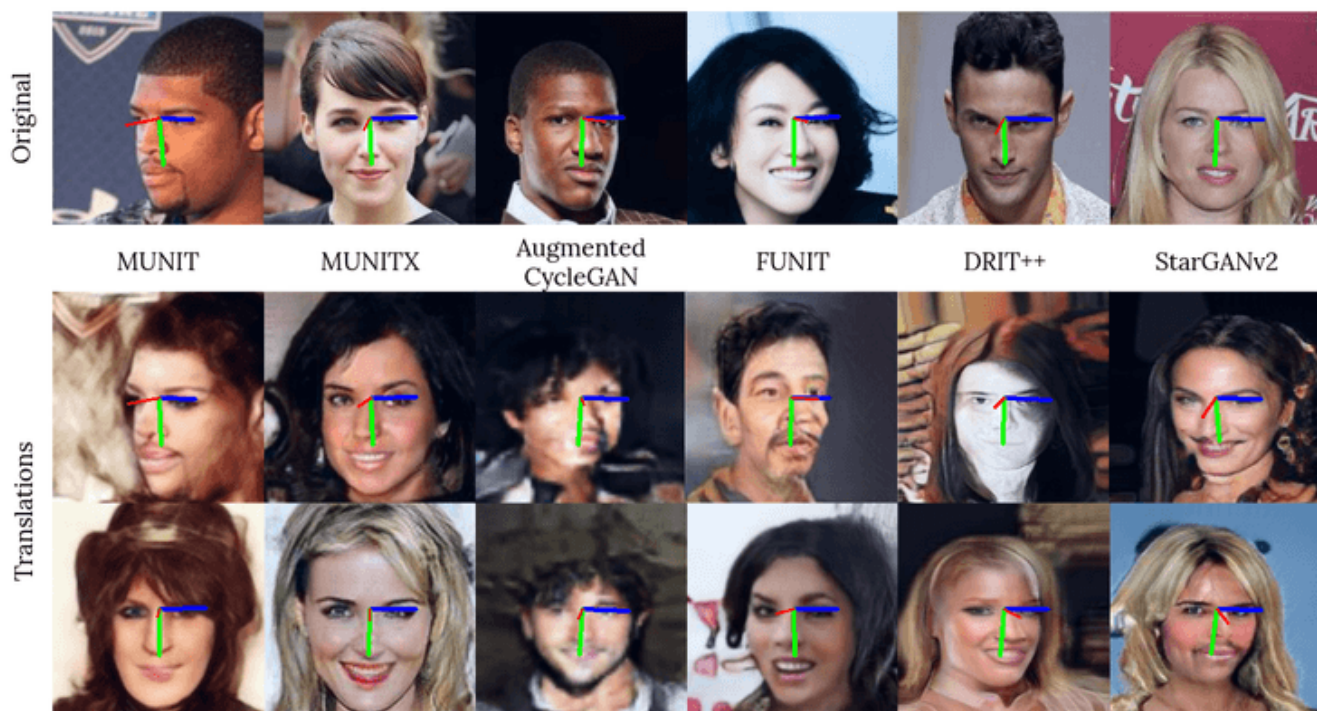 Original
MUNIT
MUNITX
Augmented
CycleGAN
FUNIT
DRIT++
StarGANv2
Translations